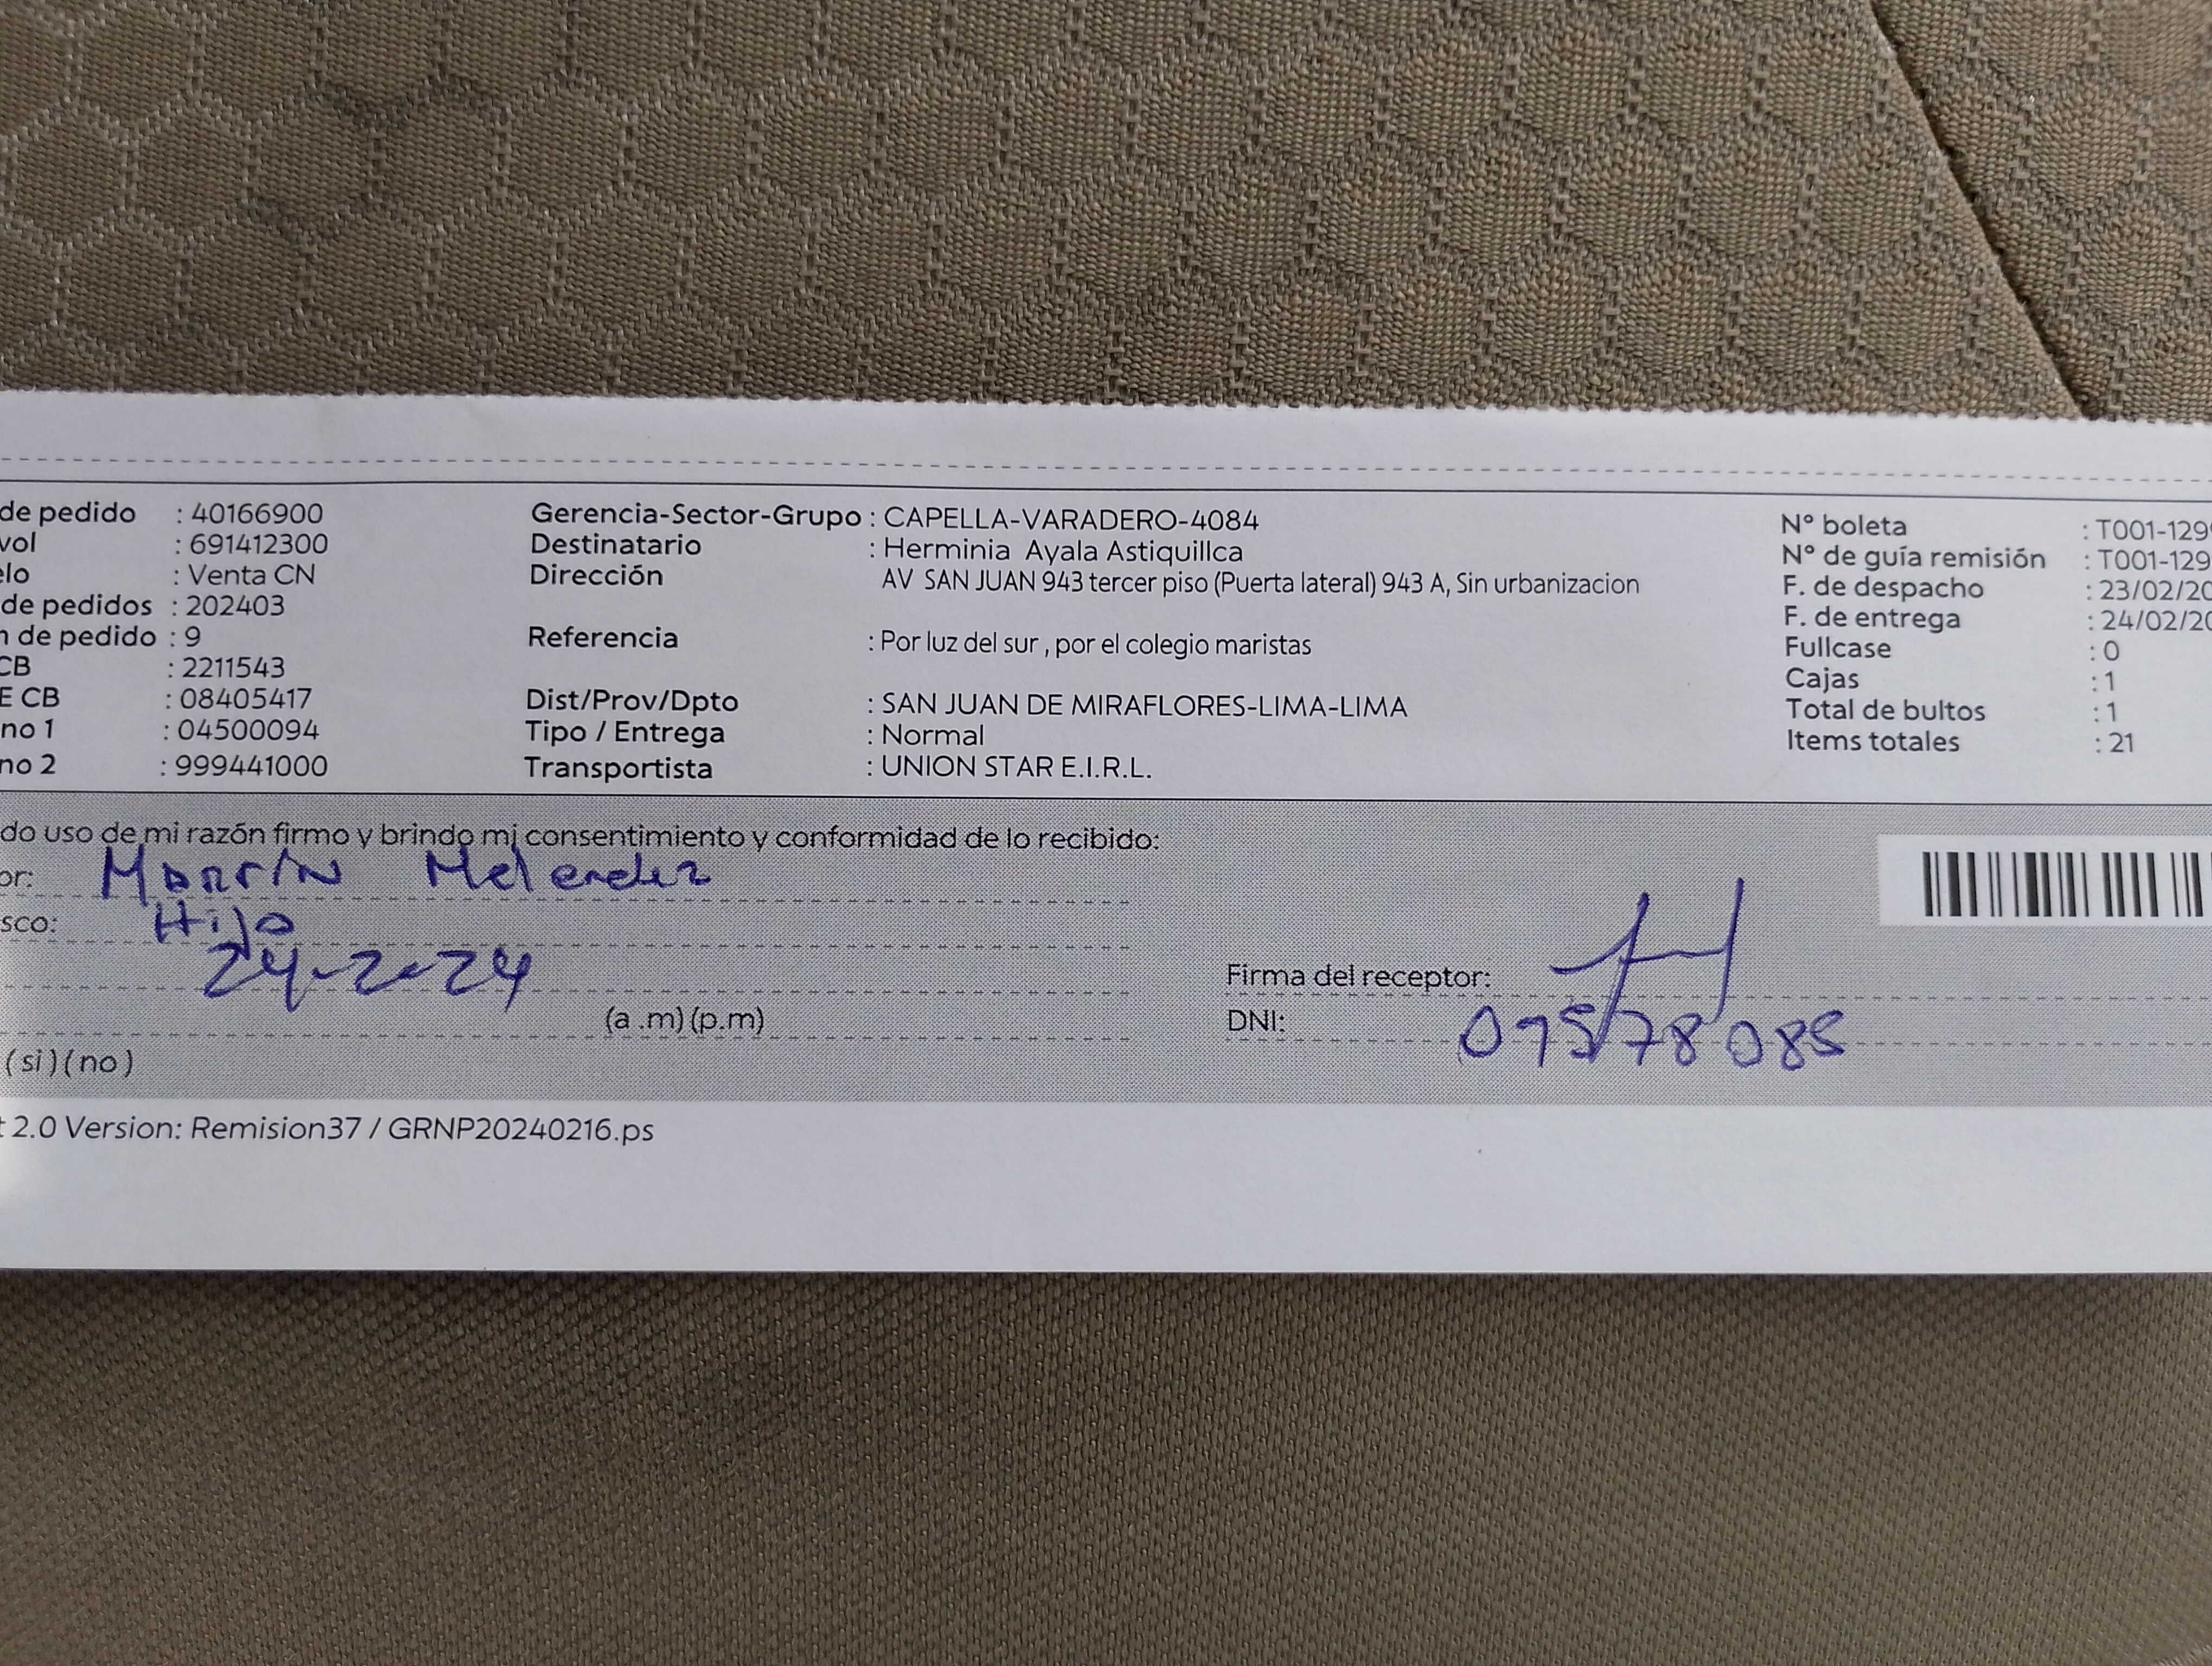 de pedido : 40166900 Gerencia-Sector-Grupo : CAPELLA-VARADERO-4084 N° boleta : T001-129
vol : 691412300 Destinatario : Herminia Ayala Astiquillca N° de guía remisión : T001-129
elo : Venta CN Dirección AV SAN JUAN 943 tercer piso (Puerta lateral) 943 A, Sin urbanizacion F. de despacho : 23/02/20
de pedidos : 202403 F. de entrega : 24/02/20
n de pedido : 9 Referencia : Por luz del sur , por el colegio maristas Fullcase : 0
CB : 2211543 Cajas : 1
E CB : 08405417 Dist/Prov/Dpto : SAN JUAN DE MIRAFLORES-LIMA-LIMA Total de bultos : 1
no 1 : 04500094 Tipo / Entrega : Normal Items totales : 21
no 2 : 999441000 Transportista : UNION STAR E.I.R.L.
do uso de mi razón firmo y brindo mi consentimiento y conformidad de lo recibido:
or: Martin Melendez
sco: Hijo
24-2-24
Firma del receptor:
(a .m) (p.m) DNI: 09578085
(si) (no)
t 2.0 Version: Remision37 / GRNP20240216.ps